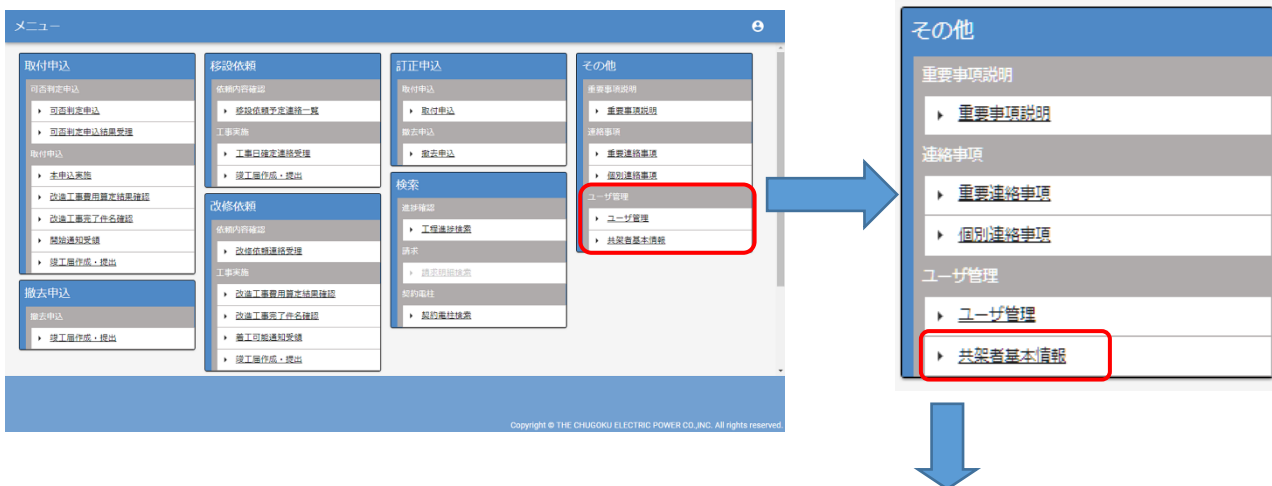 メニュー
取付申込
可否判定申込
可否判定申込
可否判定申込結果受理
取付申込
本申込実施
改造工事費用算定結果確認
改造工事完了件名確認
開始通知受領
竣工届作成・提出
撤去申込
撤去申込
竣工届作成・提出
移設依頼
依頼内容確認
移設依頼予定連絡一覧
工事実施
工事日確定連絡受理
竣工届作成・提出
改修依頼
依頼内容確認
改修依頼連絡受理
工事実施
改造工事費用算定結果確認
改造工事完了件名確認
着工可能通知受領
竣工届作成・提出
訂正申込
取付申込
取付申込
撤去申込
撤去申込
検索
進捗確認
工程進捗検索
請求
請求明細検索
契約電柱
契約電柱検索
その他
重要事項説明
重要事項説明
連絡事項
重要連絡事項
個別連絡事項
ユーザ管理
ユーザ管理
共架者基本情報
Copyright © THE CHUGOKU ELECTRIC POWER CO.,INC. All rights reserved.
その他
重要事項説明
重要事項説明
連絡事項
重要連絡事項
個別連絡事項
ユーザ管理
ユーザ管理
共架者基本情報